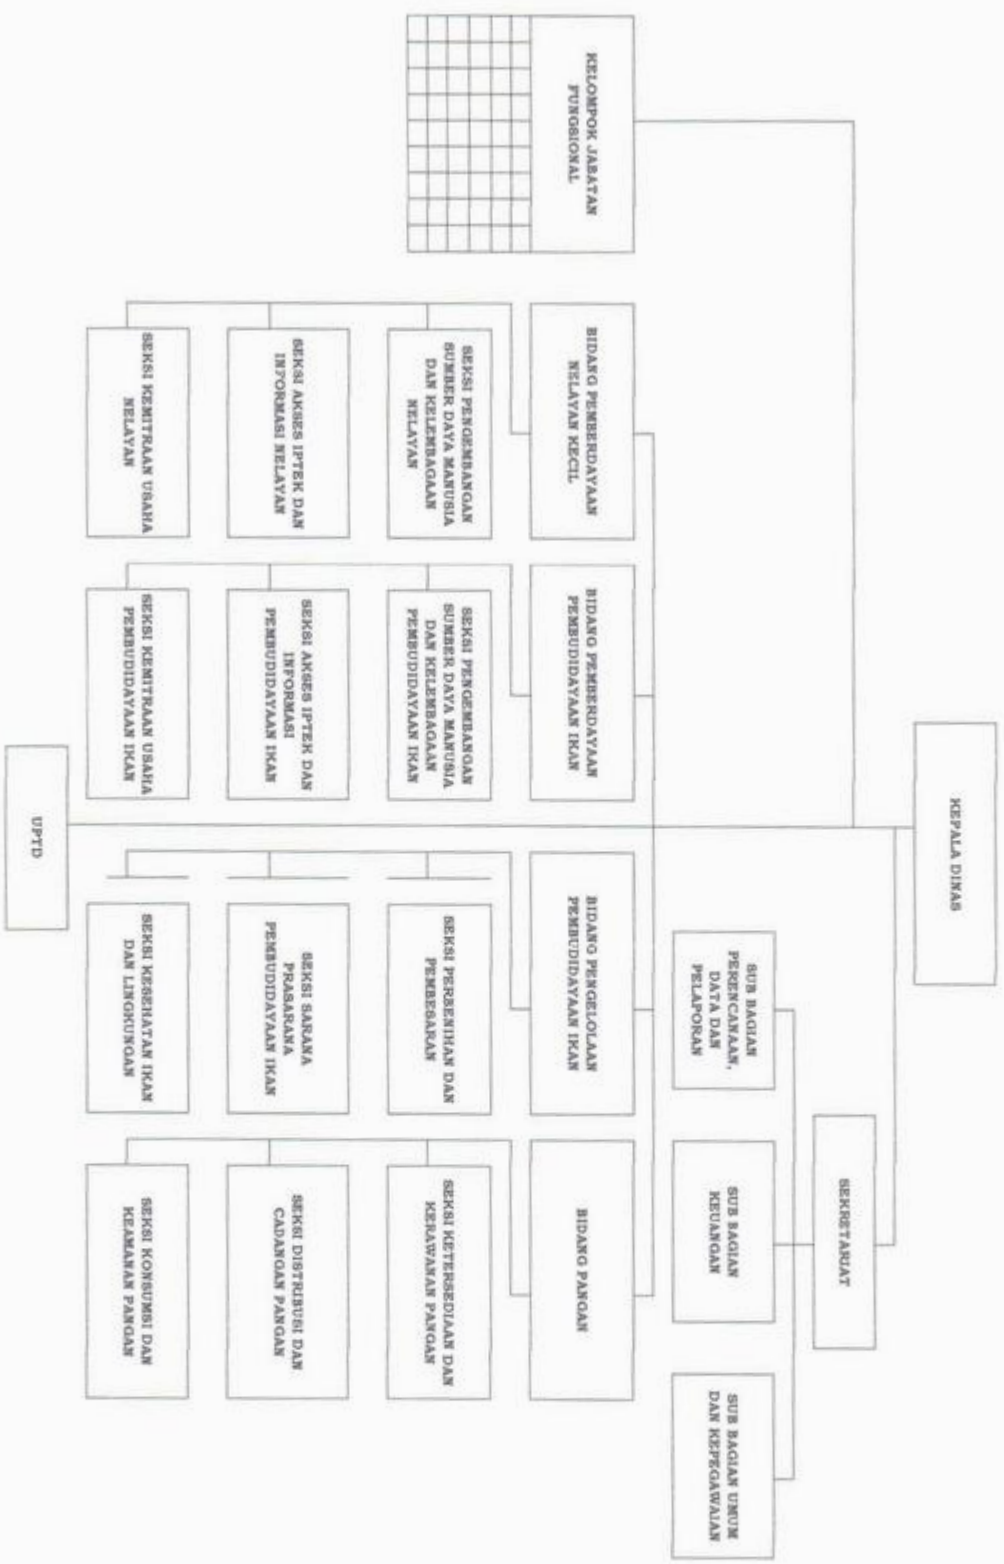 KEPALA DINAS
SEKRETARIAT
SUB BAGIAN
PERENCANAAN,
DATA DAN
PELAPORAN
SUB BAGIAN
KEUANGAN
SUB BAGIAN UMUM
DAN KEPEGAWAIAN
KELOMPOK JABATAN
FUNGSIONAL
BIDANG PEMBERDAYAAN
NELAYAN KECIL
BIDANG PEMBERDAYAAN
PEMBUDIDAYAAN IKAN
BIDANG PENGELOLAAN
PEMBUDIDAYAAN IKAN
BIDANG PANGAN
SEKSI PENGEMBANGAN
SUMBER DAYA MANUSIA
DAN KELEMBAGAAN
NELAYAN
SEKSI PENGEMBANGAN
SUMBER DAYA MANUSIA
DAN KELEMBAGAAN
PEMBUDIDAYAAN IKAN
SEKSI PERBENIHAN DAN
PEMBESARAN
SEKSI KETERSEDIAAN DAN
KERAWANAN PANGAN
SEKSI AKSES IPTEK DAN
INFORMASI NELAYAN
SEKSI AKSES IPTEK DAN
INFORMASI
PEMBUDIDAYAAN IKAN
SEKSI SARANA
PRASARANA
PEMBUDIDAYAAN IKAN
SEKSI DISTRIBUSI DAN
CADANGAN PANGAN
SEKSI KEMITRAAN USAHA
NELAYAN
SEKSI KEMITRAAN USAHA
PEMBUDIDAYAAN IKAN
SEKSI KESEHATAN IKAN
DAN LINGKUNGAN
SEKSI KONSUMSI DAN
KEAMANAN PANGAN
UPTD